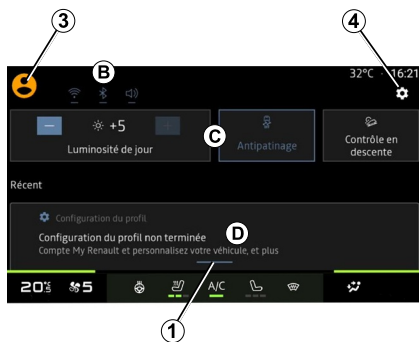 3
4
B
32°C · 16:21
+5
Luminosité de jour
C
Antipatinage
Contrôle en
descente
Récent
Configuration du profil
Configuration du profil non terminée
D
Compte My Renault et personnalisez votre véhicule, et plus
5
A/C
1